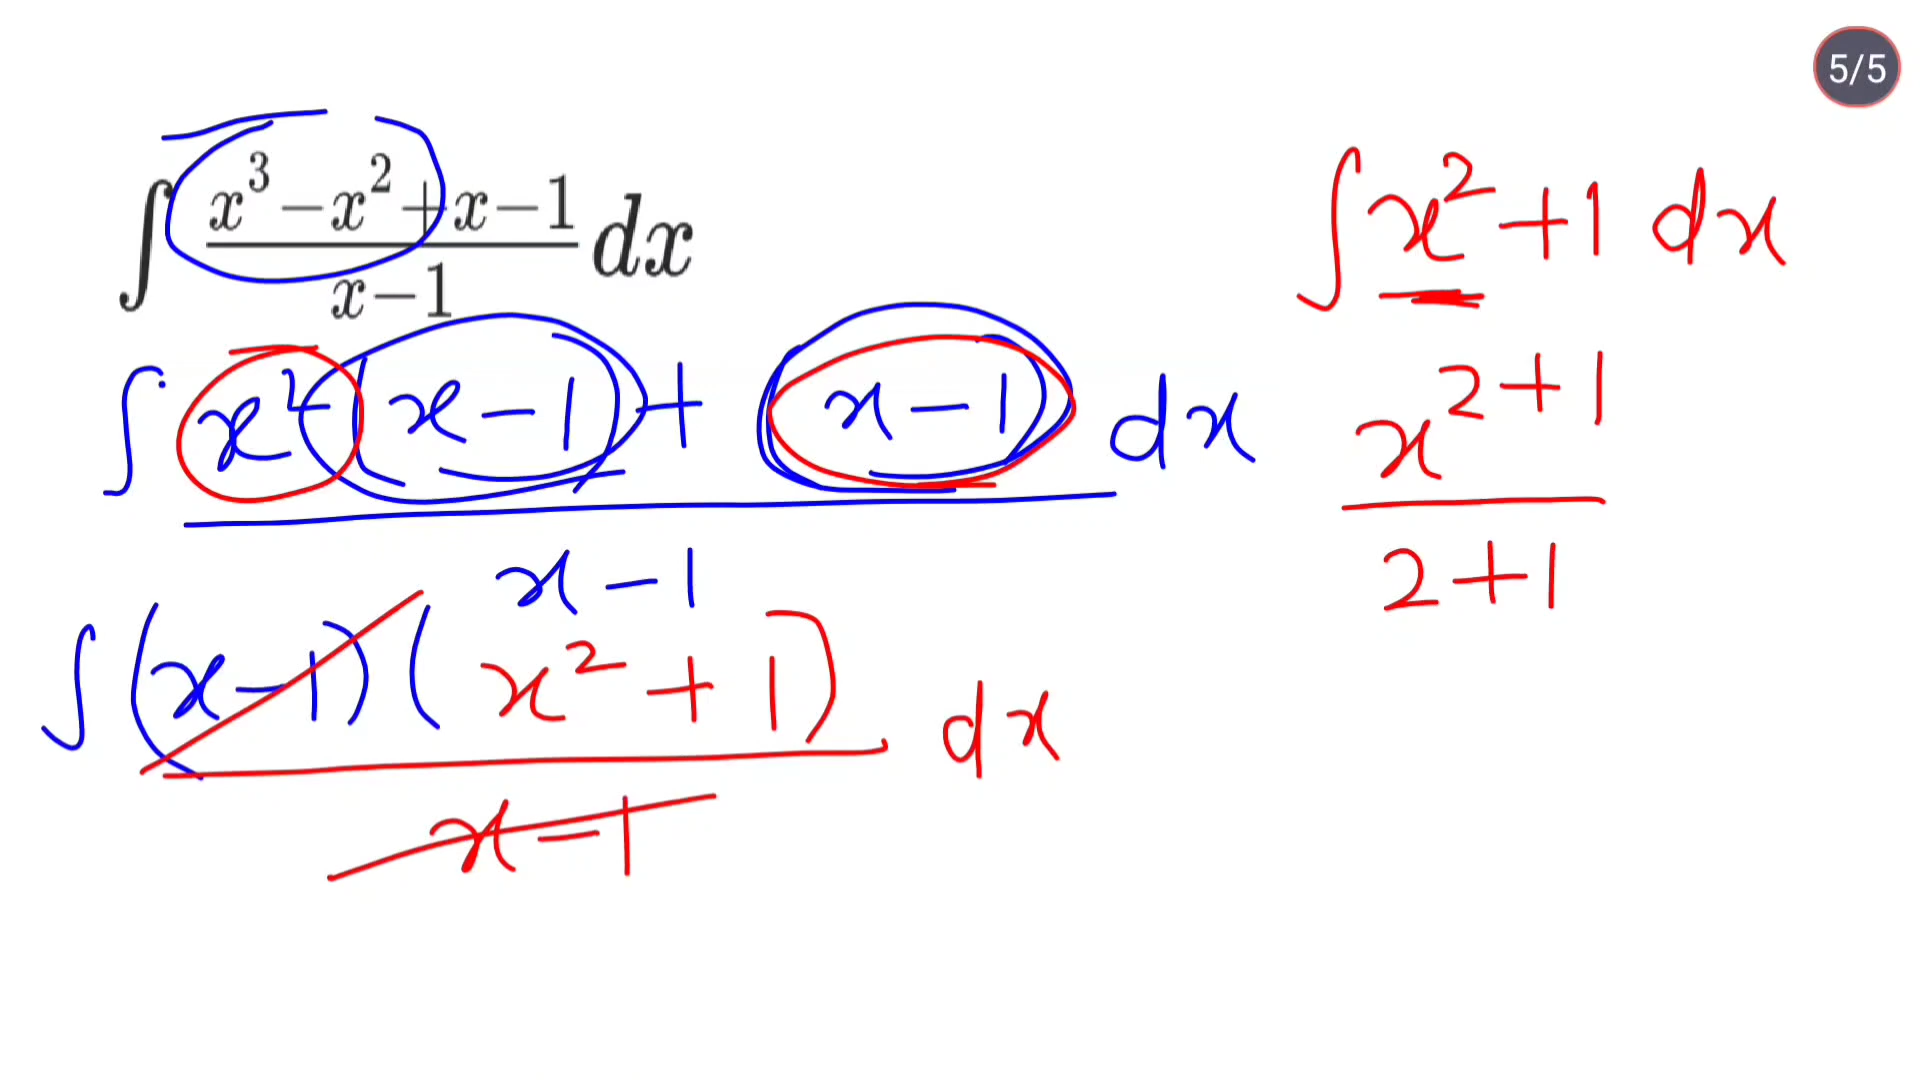 5/5
∫ x³ − x² + x − 1 / x − 1 dx
∫ x² (x − 1) + (x − 1) dx
x − 1
∫ (x − 1) (x² + 1) dx
x − 1
∫ x² + 1 dx
x²⁺¹
2 + 1